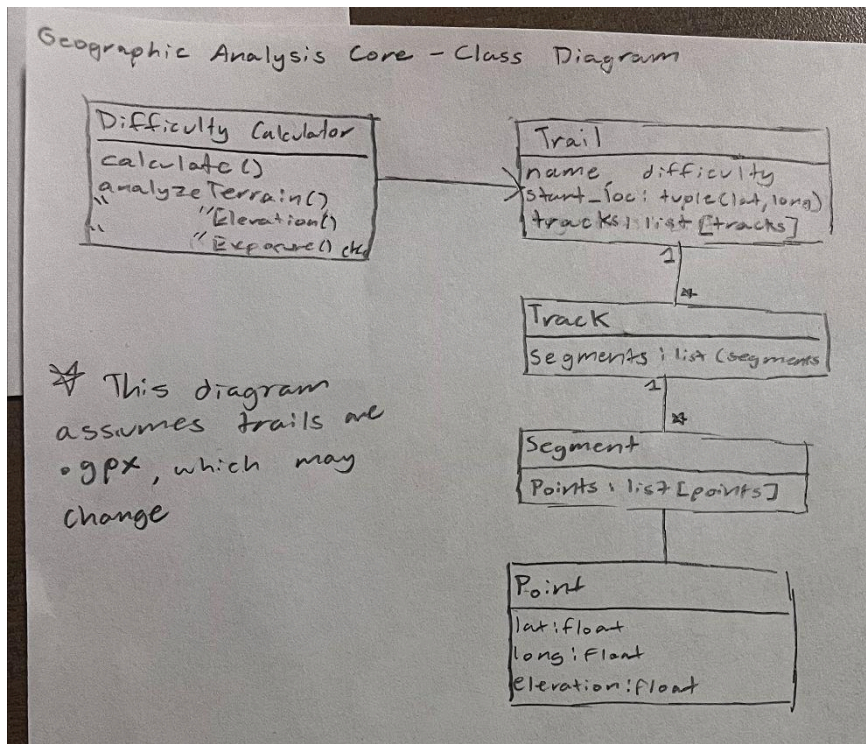 Geographic Analysis Core - Class Diagram
Difficulty Calculator
calculate()
analyzeTerrain()
" "Elevation()
" "Exposure() etc
Trail
name difficulty
start_loc: tuple(lat, long)
tracks: list [tracks]
1
*
Track
Segments: list (segments
1
*
Segment
Points: list [points]
Point
lat: float
long: float
elevation: float
* This diagram
assumes trails are
.gpx, which may
change